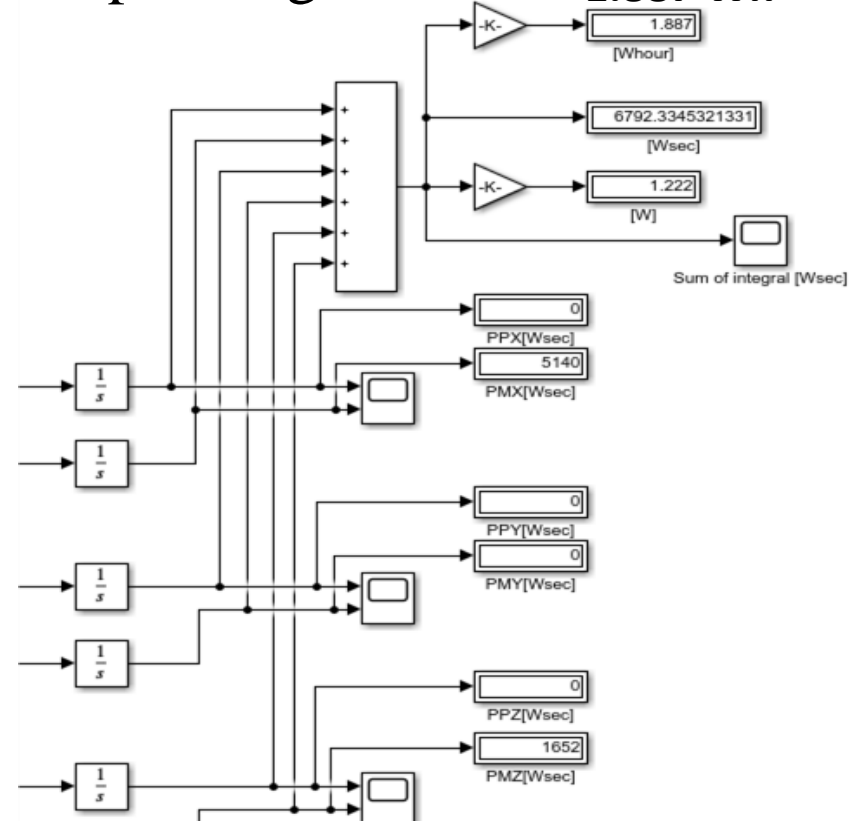 -K-
1.887
[Whour]
+
6792.3345321331
[Wsec]
+
+
-K-
1.222
[W]
+
+
+
Sum of integral [Wsec]
0
PPX[Wsec]
1
s
5140
PMX[Wsec]
1
s
0
PPY[Wsec]
0
PMY[Wsec]
1
s
1
s
0
PPZ[Wsec]
1652
PMZ[Wsec]
1
s